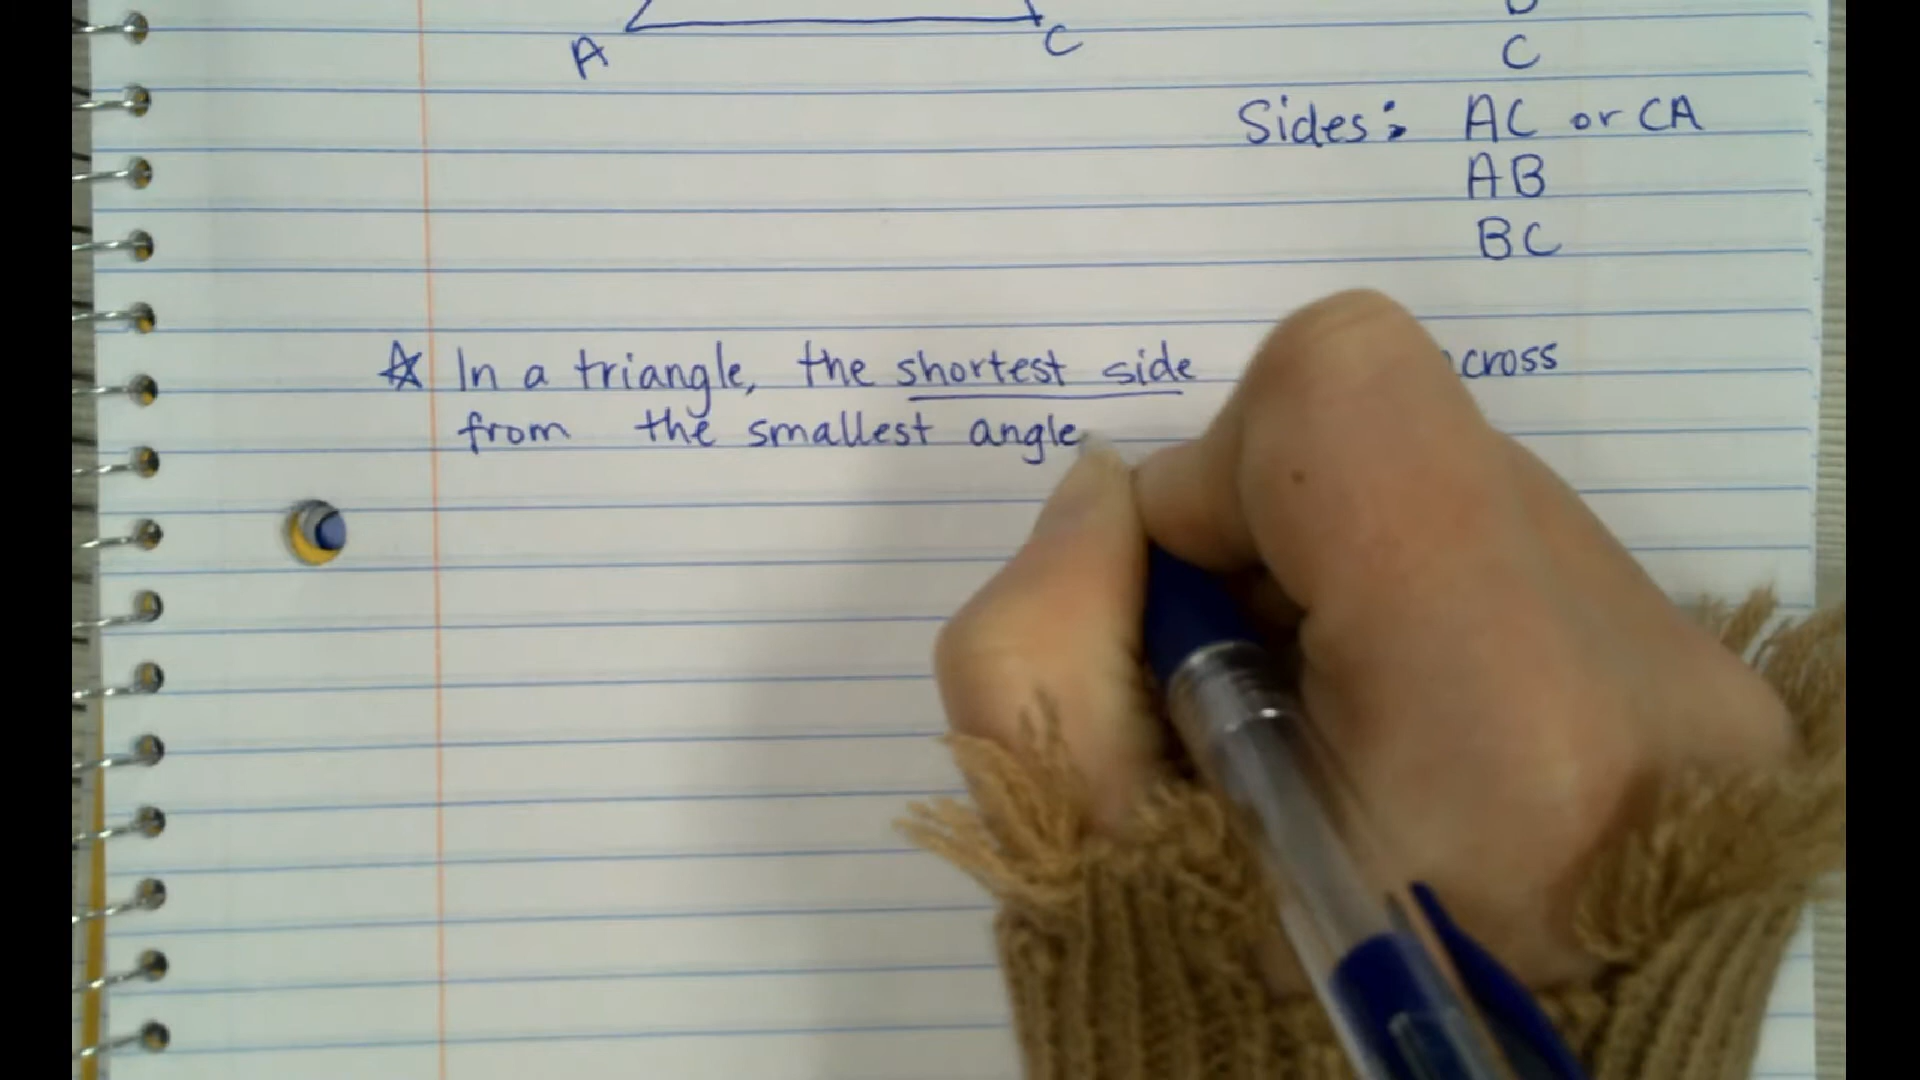 A
C
C
Sides: AC or CA
AB
BC
☆ In a triangle, the shortest side cross
from the smallest angle